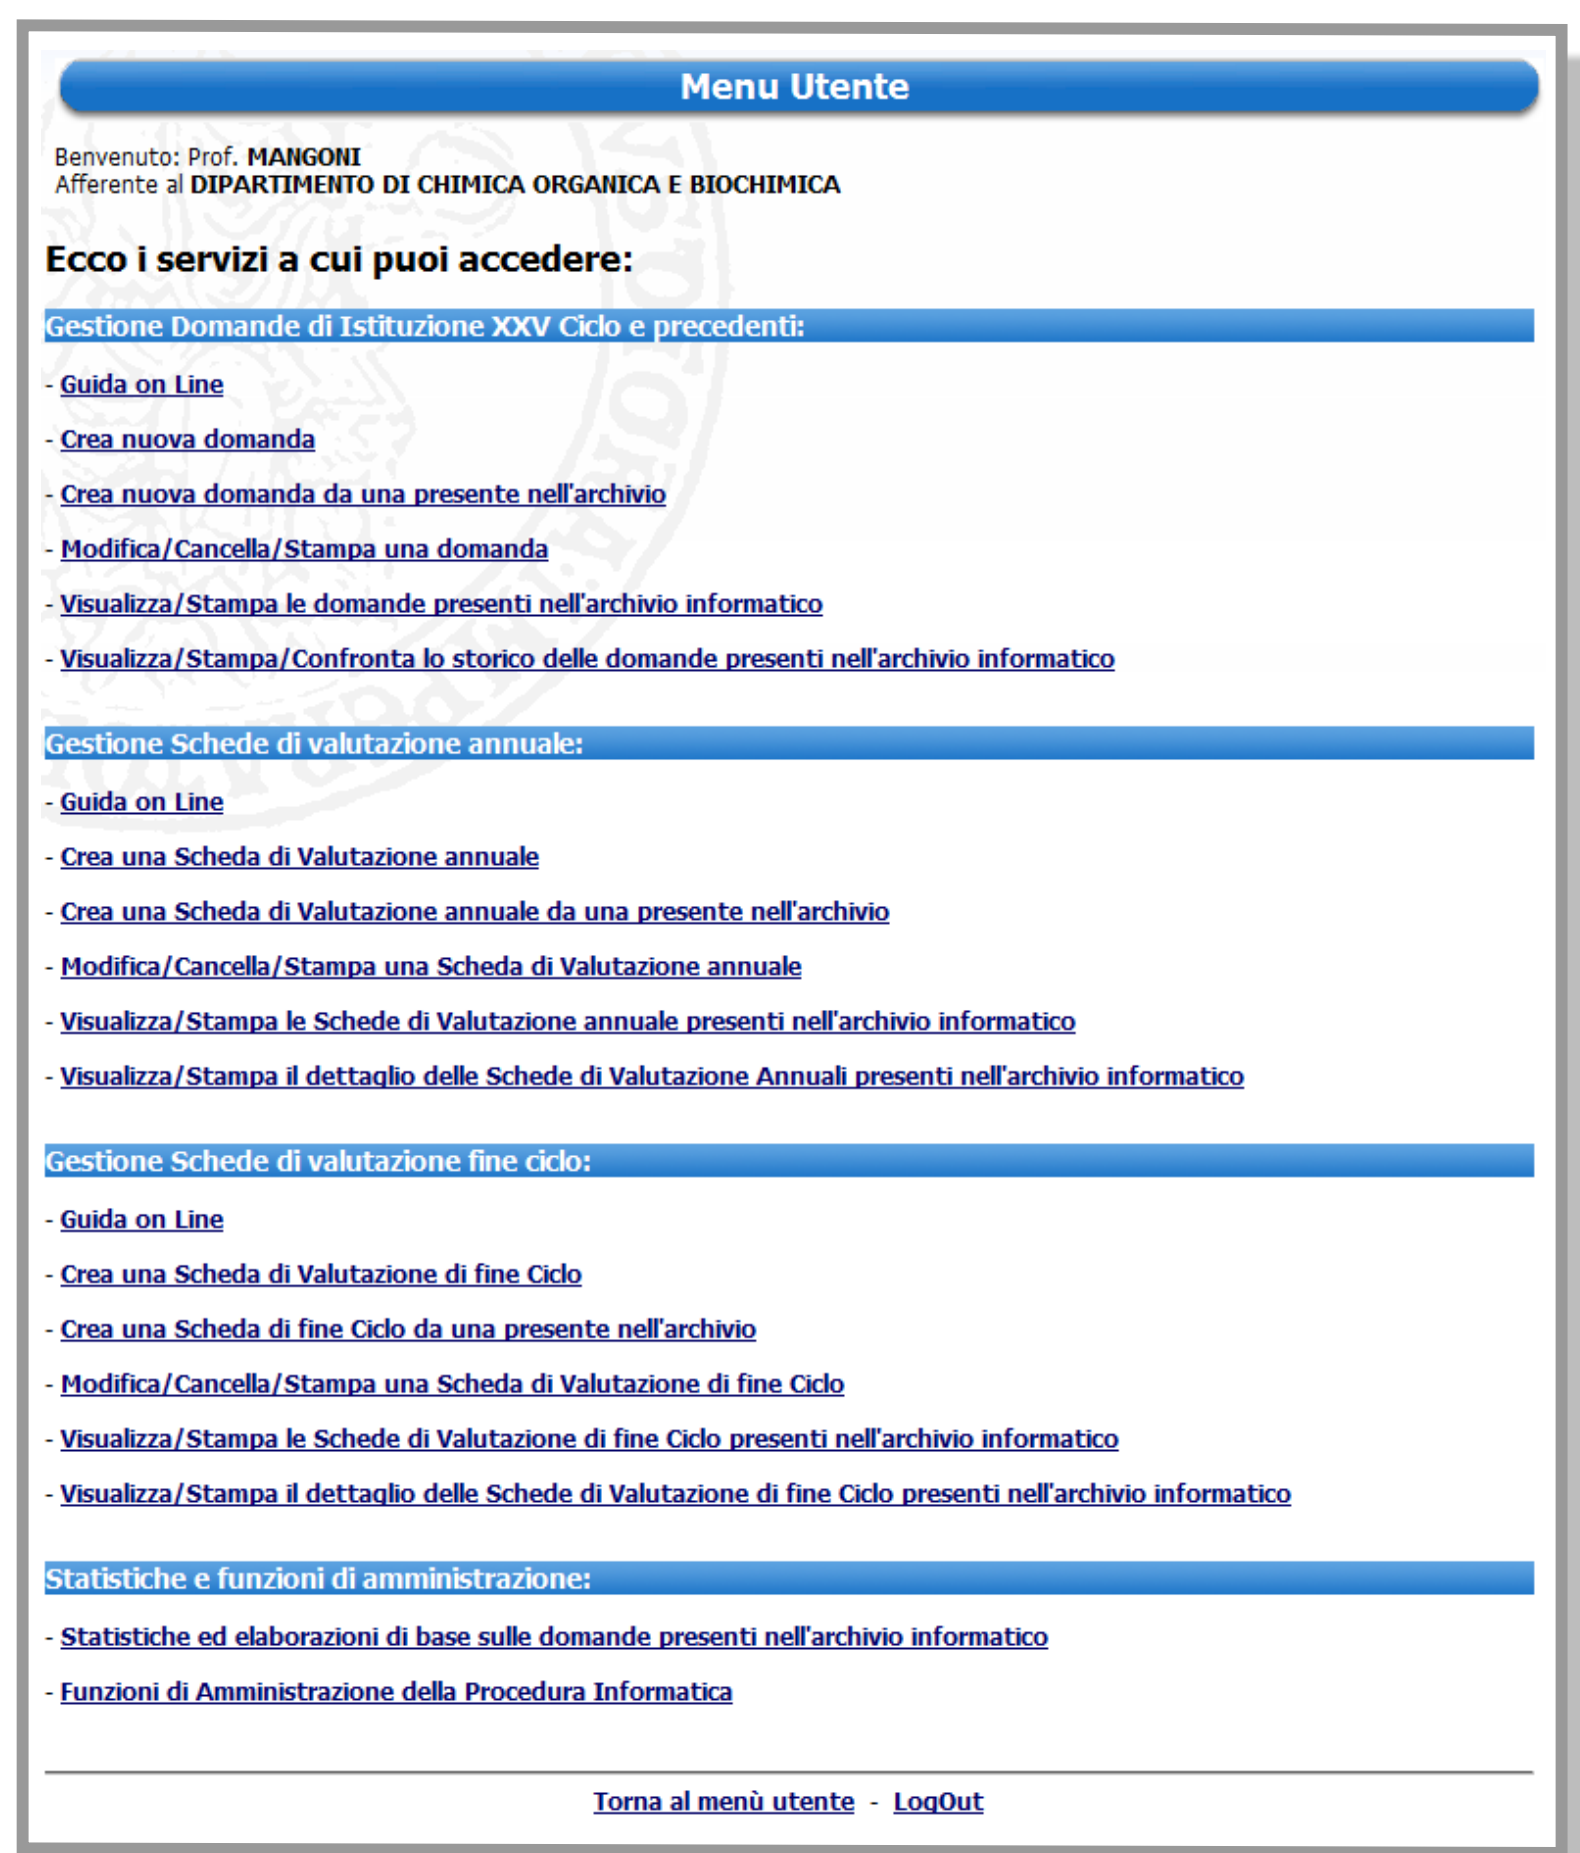 Menu Utente
Benvenuto: Prof. MANGONI
Afferente al DIPARTIMENTO DI CHIMICA ORGANICA E BIOCHIMICA
Ecco i servizi a cui puoi accedere:
Gestione Domande di Istituzione XXV Ciclo e precedenti:
- Guida on Line
- Crea nuova domanda
- Crea nuova domanda da una presente nell'archivio
- Modifica/Cancella/Stampa una domanda
- Visualizza/Stampa le domande presenti nell'archivio informatico
- Visualizza/Stampa/Confronta lo storico delle domande presenti nell'archivio informatico
Gestione Schede di valutazione annuale:
- Guida on Line
- Crea una Scheda di Valutazione annuale
- Crea una Scheda di Valutazione annuale da una presente nell'archivio
- Modifica/Cancella/Stampa una Scheda di Valutazione annuale
- Visualizza/Stampa le Schede di Valutazione annuale presenti nell'archivio informatico
- Visualizza/Stampa il dettaglio delle Schede di Valutazione Annuali presenti nell'archivio informatico
Gestione Schede di valutazione fine ciclo:
- Guida on Line
- Crea una Scheda di Valutazione di fine Ciclo
- Crea una Scheda di fine Ciclo da una presente nell'archivio
- Modifica/Cancella/Stampa una Scheda di Valutazione di fine Ciclo
- Visualizza/Stampa le Schede di Valutazione di fine Ciclo presenti nell'archivio informatico
- Visualizza/Stampa il dettaglio delle Schede di Valutazione di fine Ciclo presenti nell'archivio informatico
Statistiche e funzioni di amministrazione:
- Statistiche ed elaborazioni di base sulle domande presenti nell'archivio informatico
- Funzioni di Amministrazione della Procedura Informatica
Torna al menù utente - LogOut